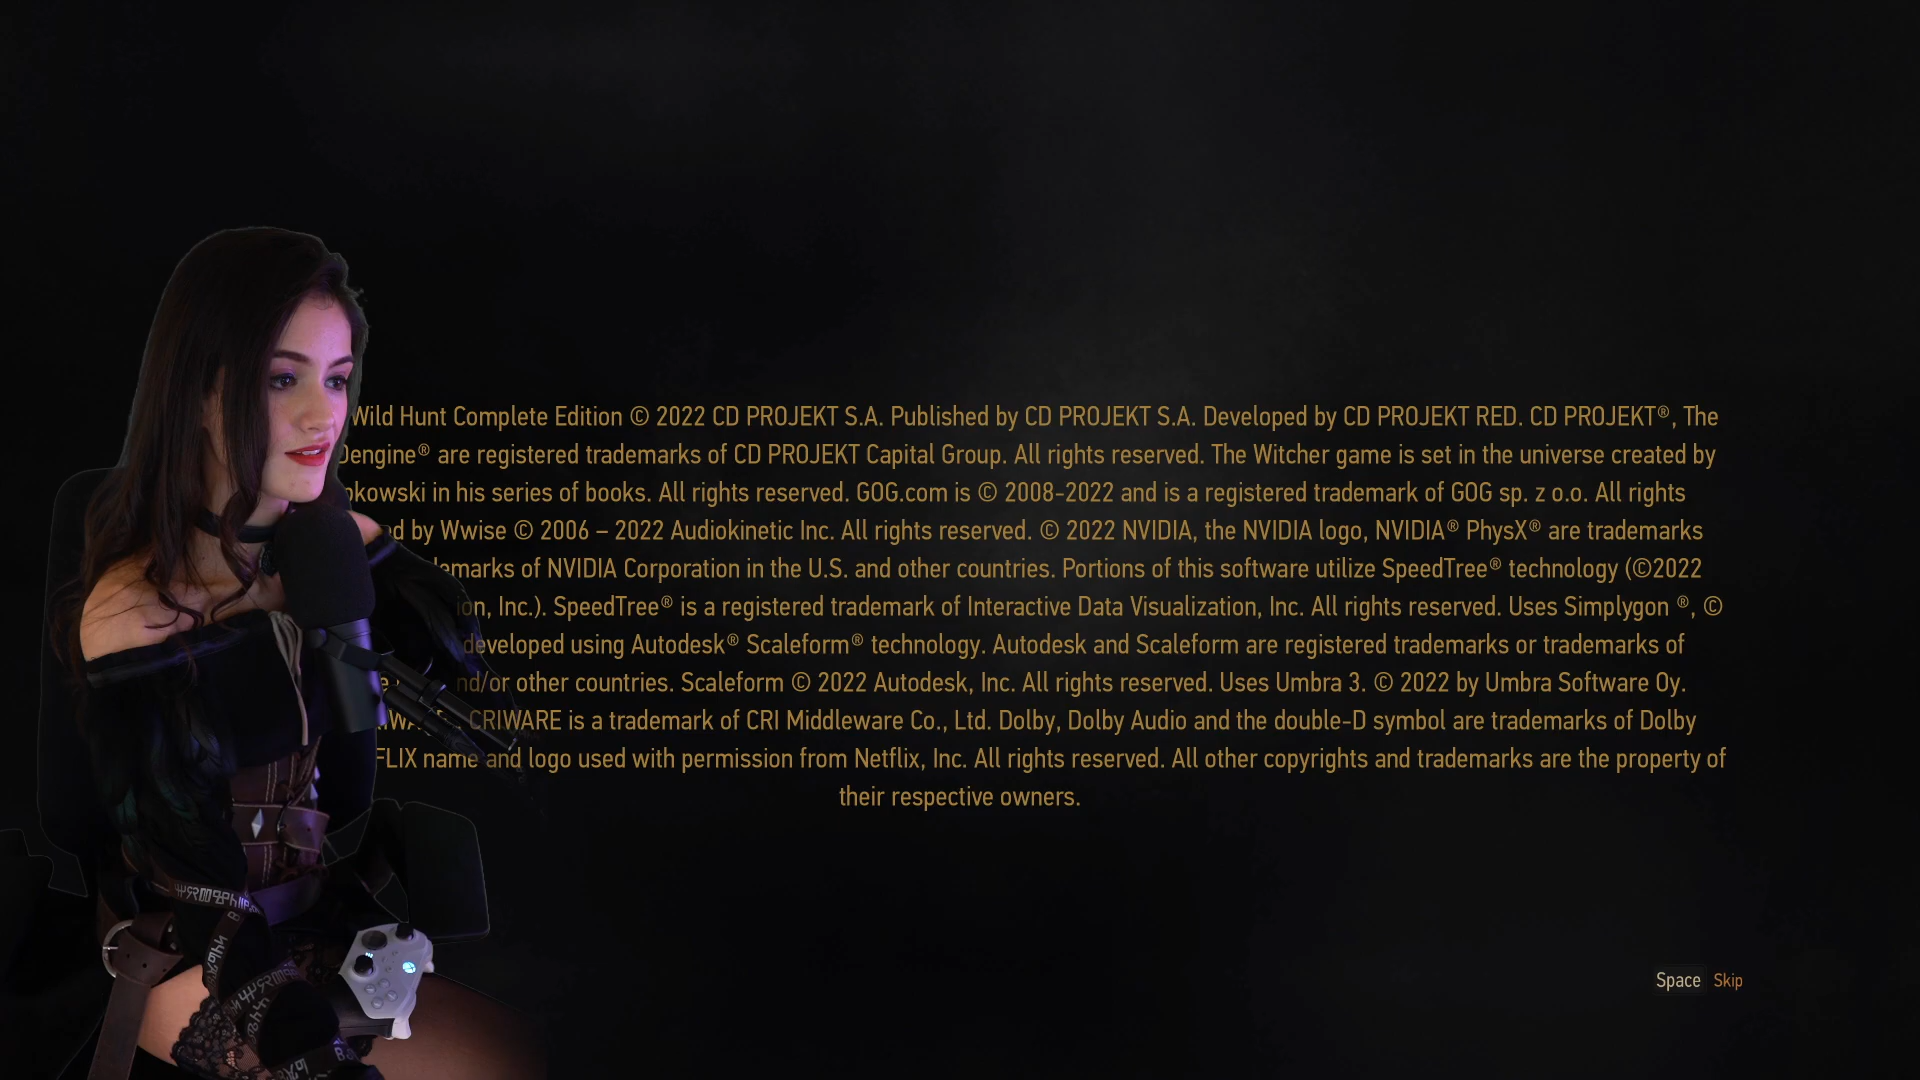 Wild Hunt Complete Edition © 2022 CD PROJEKT S.A. Published by CD PROJEKT S.A. Developed by CD PROJEKT RED. CD PROJEKT®, The
are registered trademarks of CD PROJEKT Capital Group. All rights reserved. The Witcher game is set in the universe created by
in his series of books. All rights reserved. GOG.com is © 2008-2022 and is a registered trademark of GOG sp. z o.o. All rights
by Wwise © 2006 – 2022 Audiokinetic Inc. All rights reserved. © 2022 NVIDIA, the NVIDIA logo, NVIDIA® PhysX® are trademarks
of NVIDIA Corporation in the U.S. and other countries. Portions of this software utilize SpeedTree® technology (©2022
Inc.). SpeedTree® is a registered trademark of Interactive Data Visualization, Inc. All rights reserved. Uses Simplygon ®, ©
developed using Autodesk® Scaleform® technology. Autodesk and Scaleform are registered trademarks or trademarks of
other countries. Scaleform © 2022 Autodesk, Inc. All rights reserved. Uses Umbra 3. © 2022 by Umbra Software Oy.
CRIWARE is a trademark of CRI Middleware Co., Ltd. Dolby, Dolby Audio and the double-D symbol are trademarks of Dolby
name and logo used with permission from Netflix, Inc. All rights reserved. All other copyrights and trademarks are the property of
their respective owners.
Space Skip